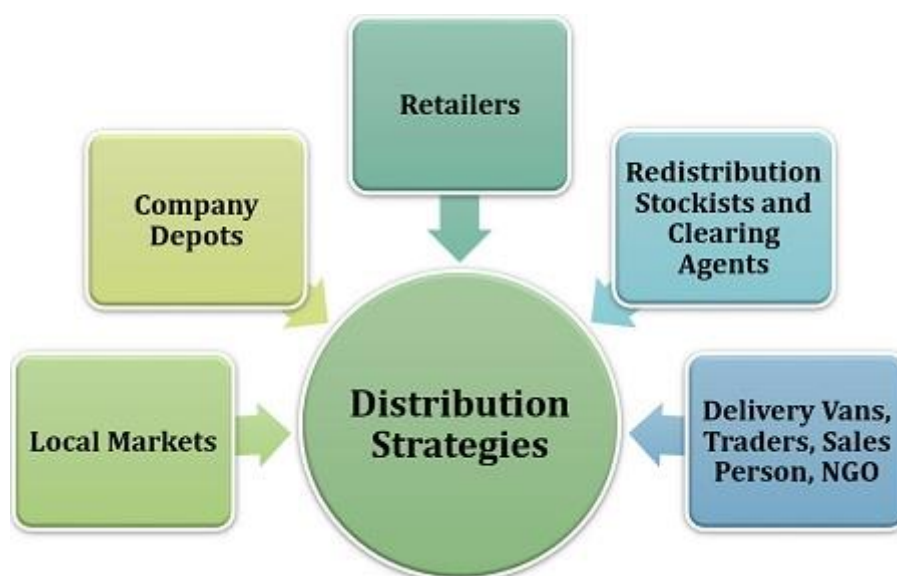 Retailers
Company
Depots
Redistribution
Stockists and
Clearing
Agents
Local Markets
Distribution
Strategies
Delivery Vans,
Traders, Sales
Person, NGO